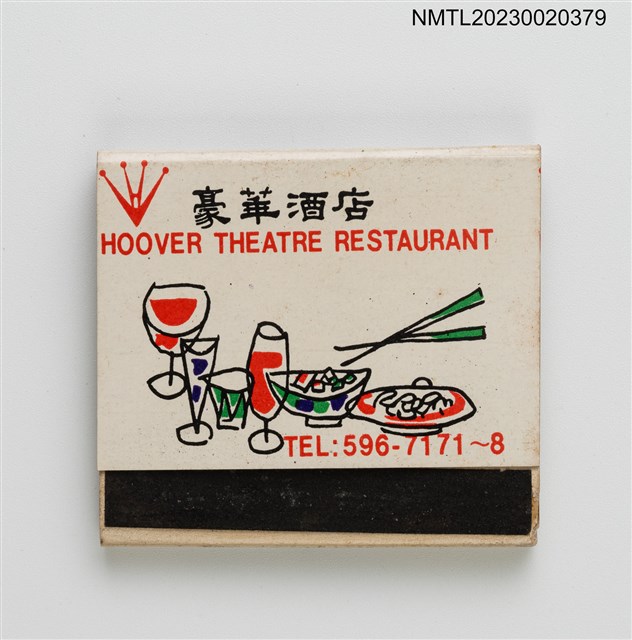 NMTL20230020379
豪華酒店
HOOVER THEATRE RESTAURANT
TEL:596-7171~8